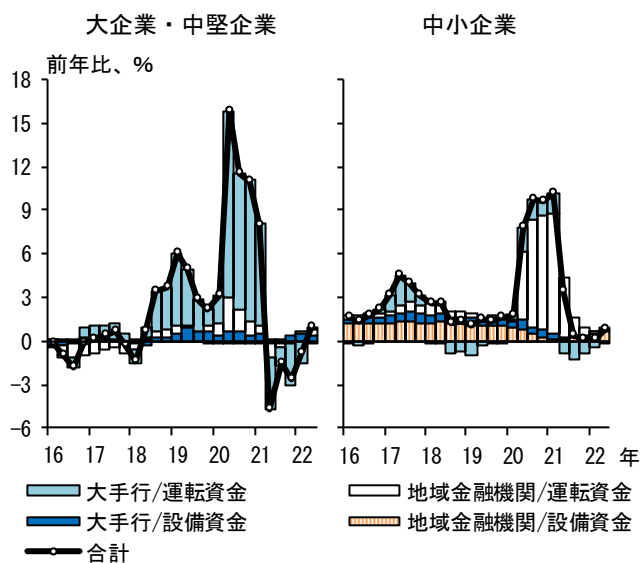 大企業・中堅企業
中小企業
前年比、%
18
15
12
9
6
3
0
-3
-6
16 17 18 19 20 21 22
16 17 18 19 20 21 22 年
大手行/運転資金
地域金融機関/運転資金
大手行/設備資金
地域金融機関/設備資金
合計